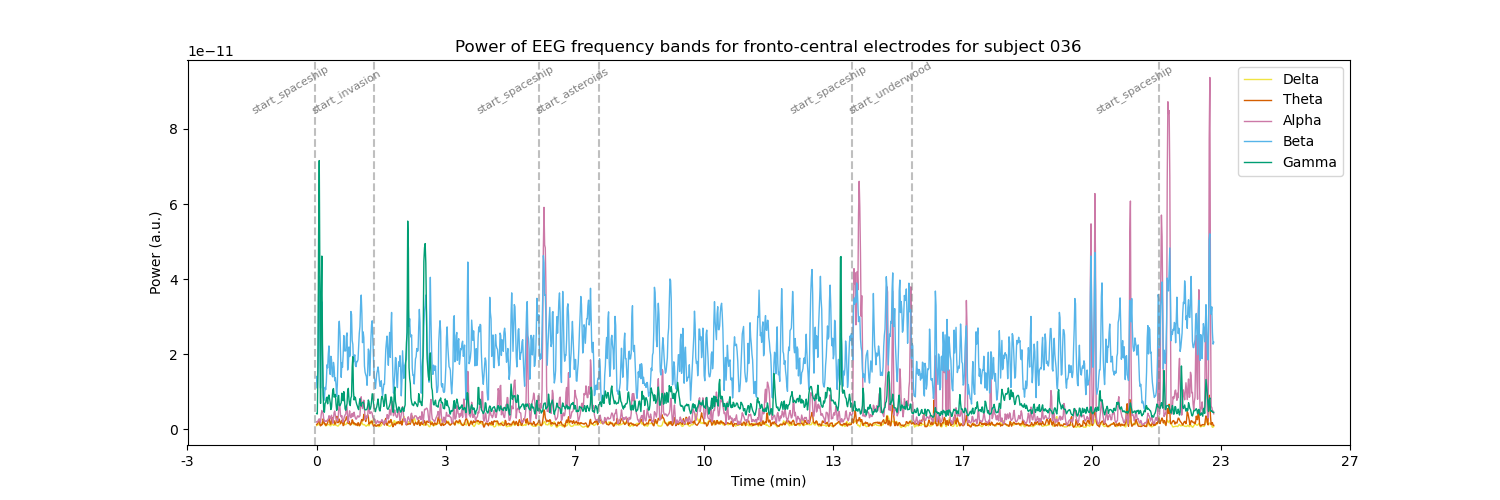 Power of EEG frequency bands for fronto-central electrodes for subject 036
1e−11
start_spaceship
start_invasion
start_spaceship
start_asteroids
start_spaceship
start_underwood
start_spaceship
Delta
Theta
Alpha
Beta
Gamma
8
6
4
2
0
Power (a.u.)
-3 0 3 7 10 13 17 20 23 27
Time (min)